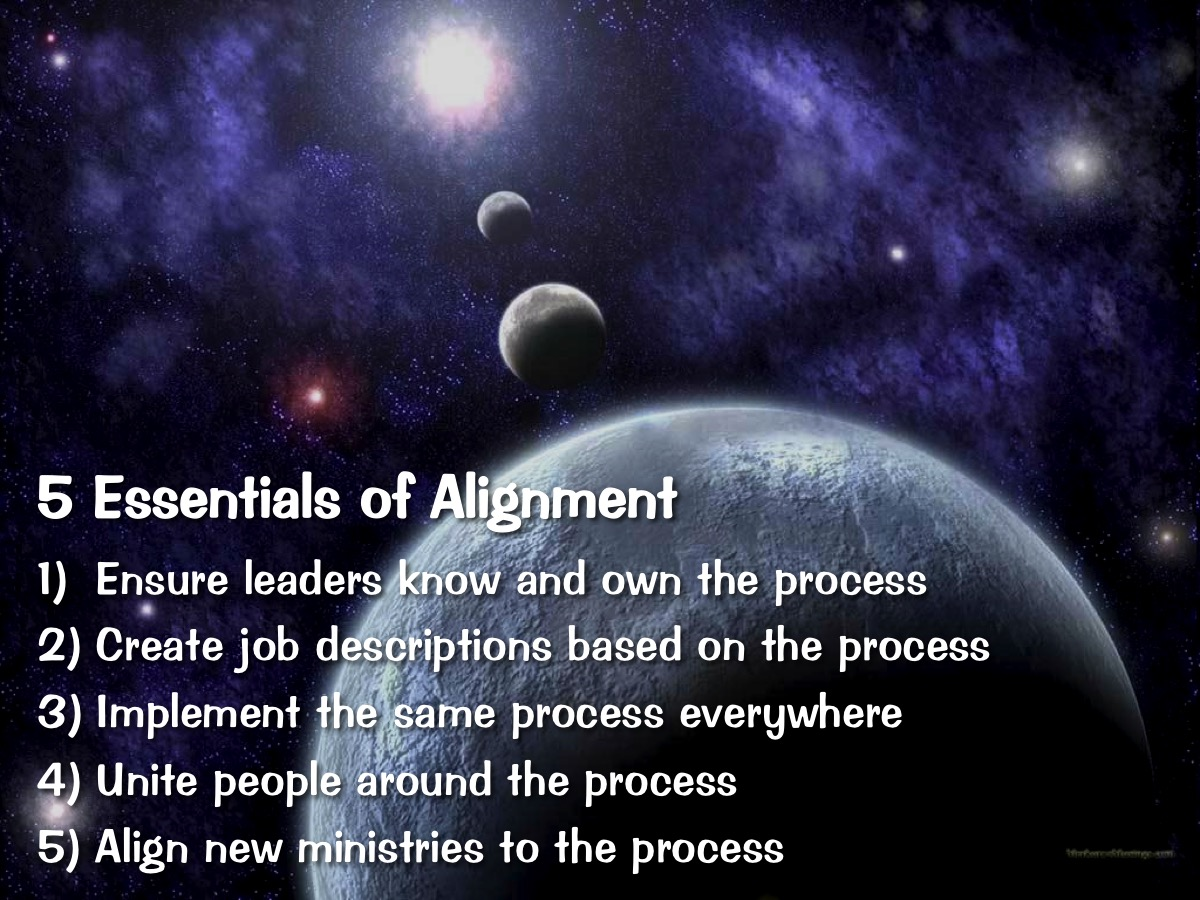 5 Essentials of Alignment
1) Ensure leaders know and own the process
2) Create job descriptions based on the process
3) Implement the same process everywhere
4) Unite people around the process
5) Align new ministries to the process